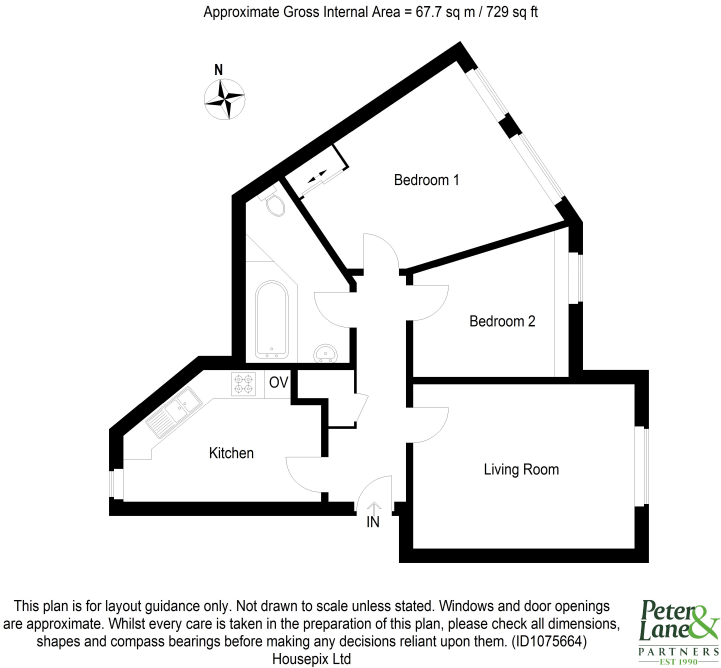 Approximate Gross Internal Area = 67.7 sq m / 729 sq ft
N
Bedroom 1
Bedroom 2
OV
Kitchen
Living Room
IN
This plan is for layout guidance only. Not drawn to scale unless stated. Windows and door openings
are approximate. Whilst every care is taken in the preparation of this plan, please check all dimensions,
shapes and compass bearings before making any decisions reliant upon them. (ID1075664)
Housepix Ltd
Peter &
Lane
PARTNERS
EST 1990